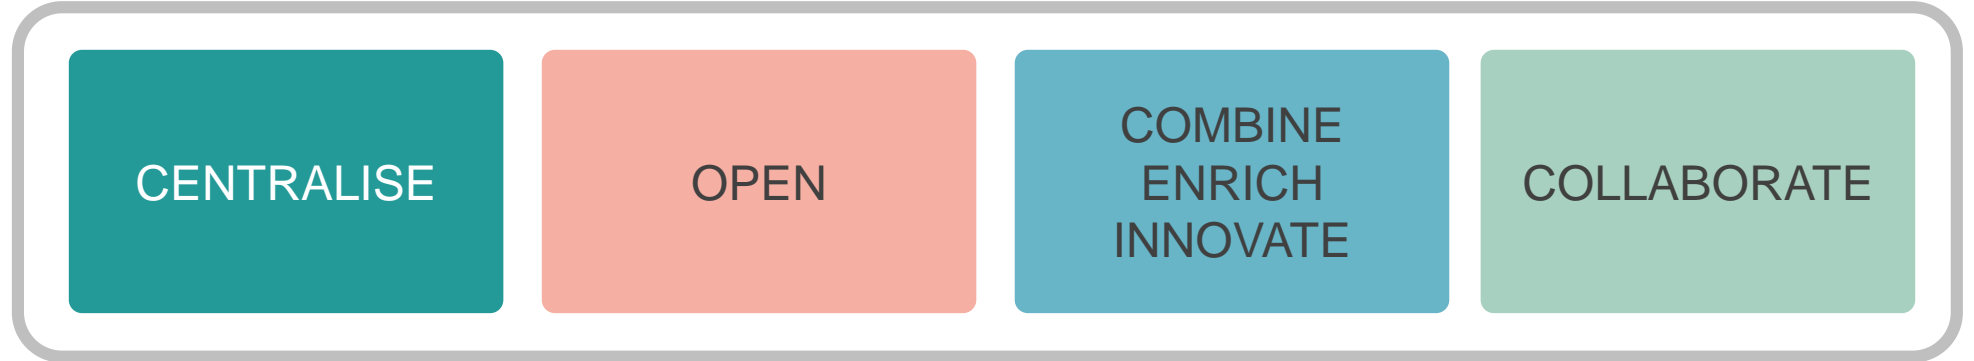 CENTRALISE
OPEN
COMBINE
ENRICH
INNOVATE
COLLABORATE